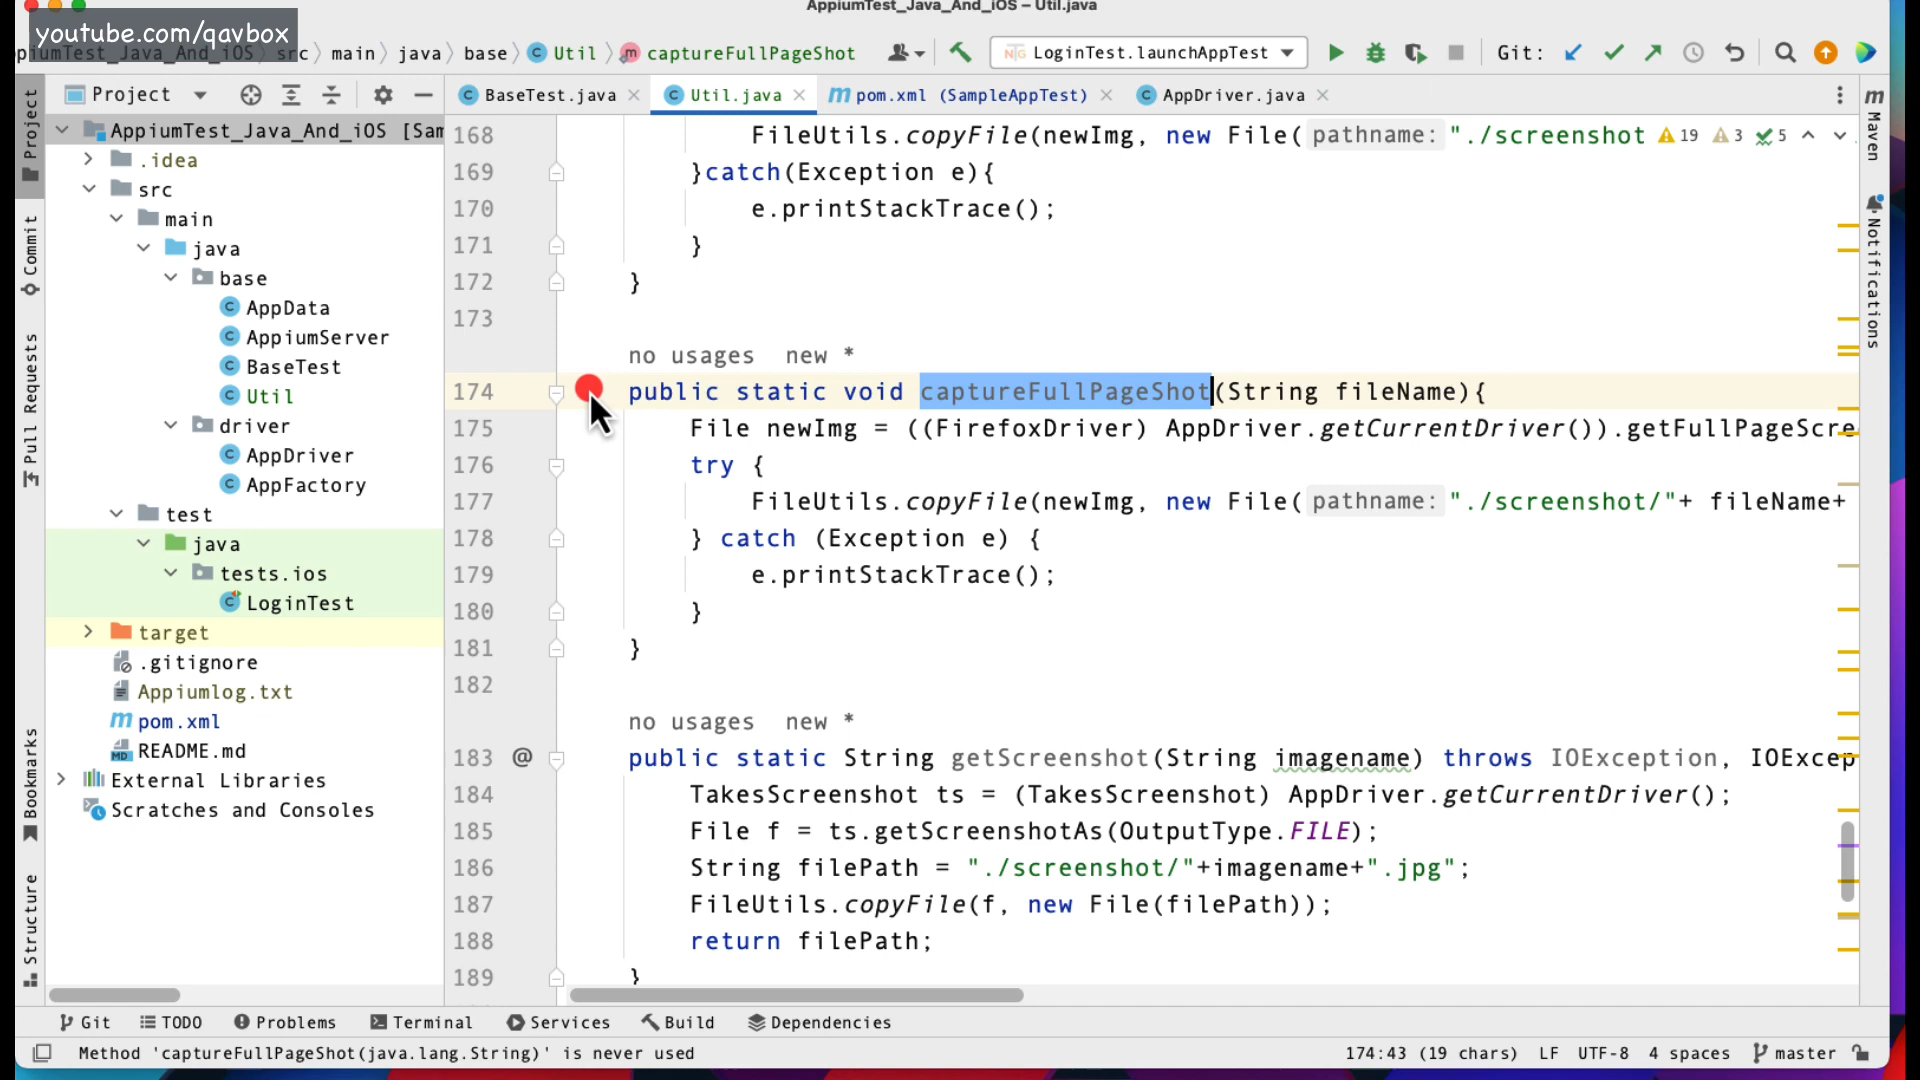 AppiumTest_Java_And_iOS – Util.java
youtube.com/qavbox
ppiumTest_Java_And_iOS src main java base Util captureFullPageShot LoginTest.launchAppTest Git:
Project BaseTest.java Util.java pom.xml (SampleAppTest) AppDriver.java
Project
Commit
Pull Requests
Bookmarks
Structure
AppiumTest_Java_And_iOS [Sam
.idea
src
main
java
base
AppData
AppiumServer
BaseTest
Util
driver
AppDriver
AppFactory
test
java
tests.ios
LoginTest
target
.gitignore
Appiumlog.txt
pom.xml
README.md
External Libraries
Scratches and Consoles
168 FileUtils.copyFile(newImg, new File( pathname: "./screenshot 19 3 5
169 }catch(Exception e){
170 e.printStackTrace();
171 }
172 }
173
no usages new *
174 public static void captureFullPageShot(String fileName){
175 File newImg = ((FirefoxDriver) AppDriver.getCurrentDriver()).getFullPageScre
176 try {
177 FileUtils.copyFile(newImg, new File( pathname: "./screenshot/"+ fileName+
178 } catch (Exception e) {
179 e.printStackTrace();
180 }
181 }
182
no usages new *
183 @ public static String getScreenshot(String imagename) throws IOException, IOExcep
184 TakesScreenshot ts = (TakesScreenshot) AppDriver.getCurrentDriver();
185 File f = ts.getScreenshotAs(OutputType.FILE);
186 String filePath = "./screenshot/"+imagename+".jpg";
187 FileUtils.copyFile(f, new File(filePath));
188 return filePath;
189 }
Maven
Notifications
Git TODO Problems Terminal Services Build Dependencies
Method 'captureFullPageShot(java.lang.String)' is never used 174:43 (19 chars) LF UTF-8 4 spaces master